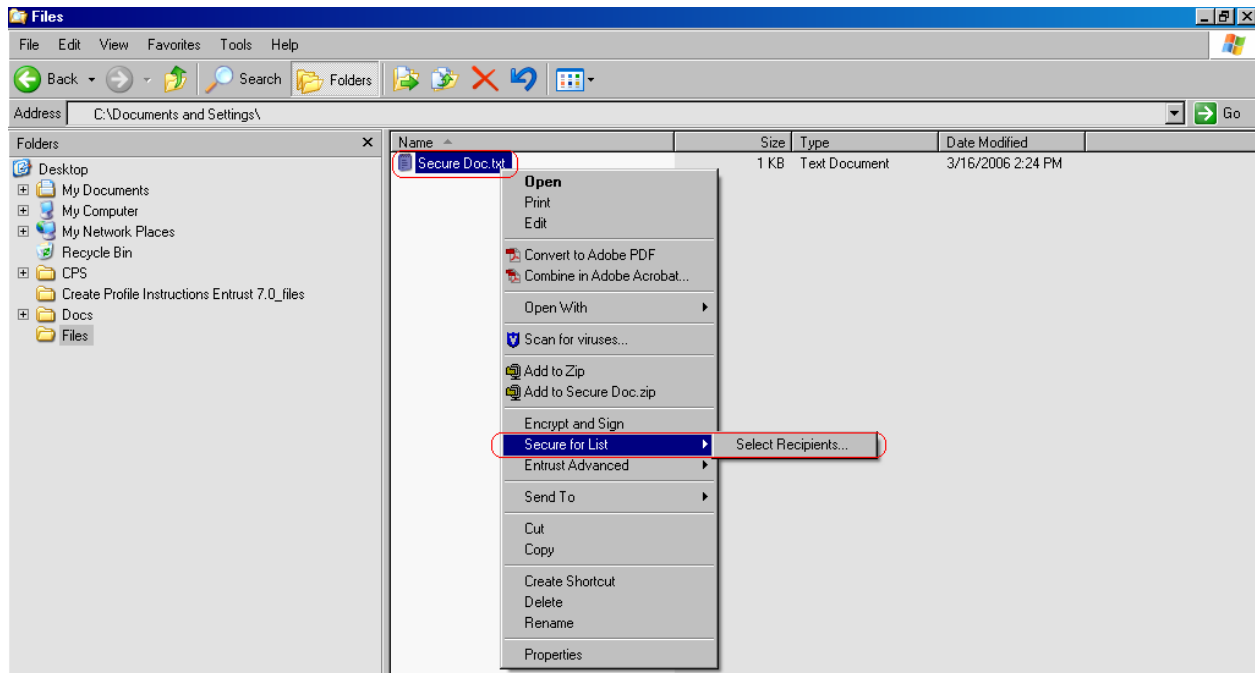 Files
File Edit View Favorites Tools Help
Back Search Folders
Address C:\Documents and Settings\ Go
Folders Name Size Type Date Modified
Desktop Secure Doc.txt 1 KB Text Document 3/16/2006 2:24 PM
My Documents
My Computer
My Network Places
Recycle Bin
CPS
Create Profile Instructions Entrust 7.0_files
Docs
Files
Open
Print
Edit
Convert to Adobe PDF
Combine in Adobe Acrobat...
Open With
Scan for viruses...
Add to Zip
Add to Secure Doc.zip
Encrypt and Sign
Secure for List Select Recipients...
Entrust Advanced
Send To
Cut
Copy
Create Shortcut
Delete
Rename
Properties